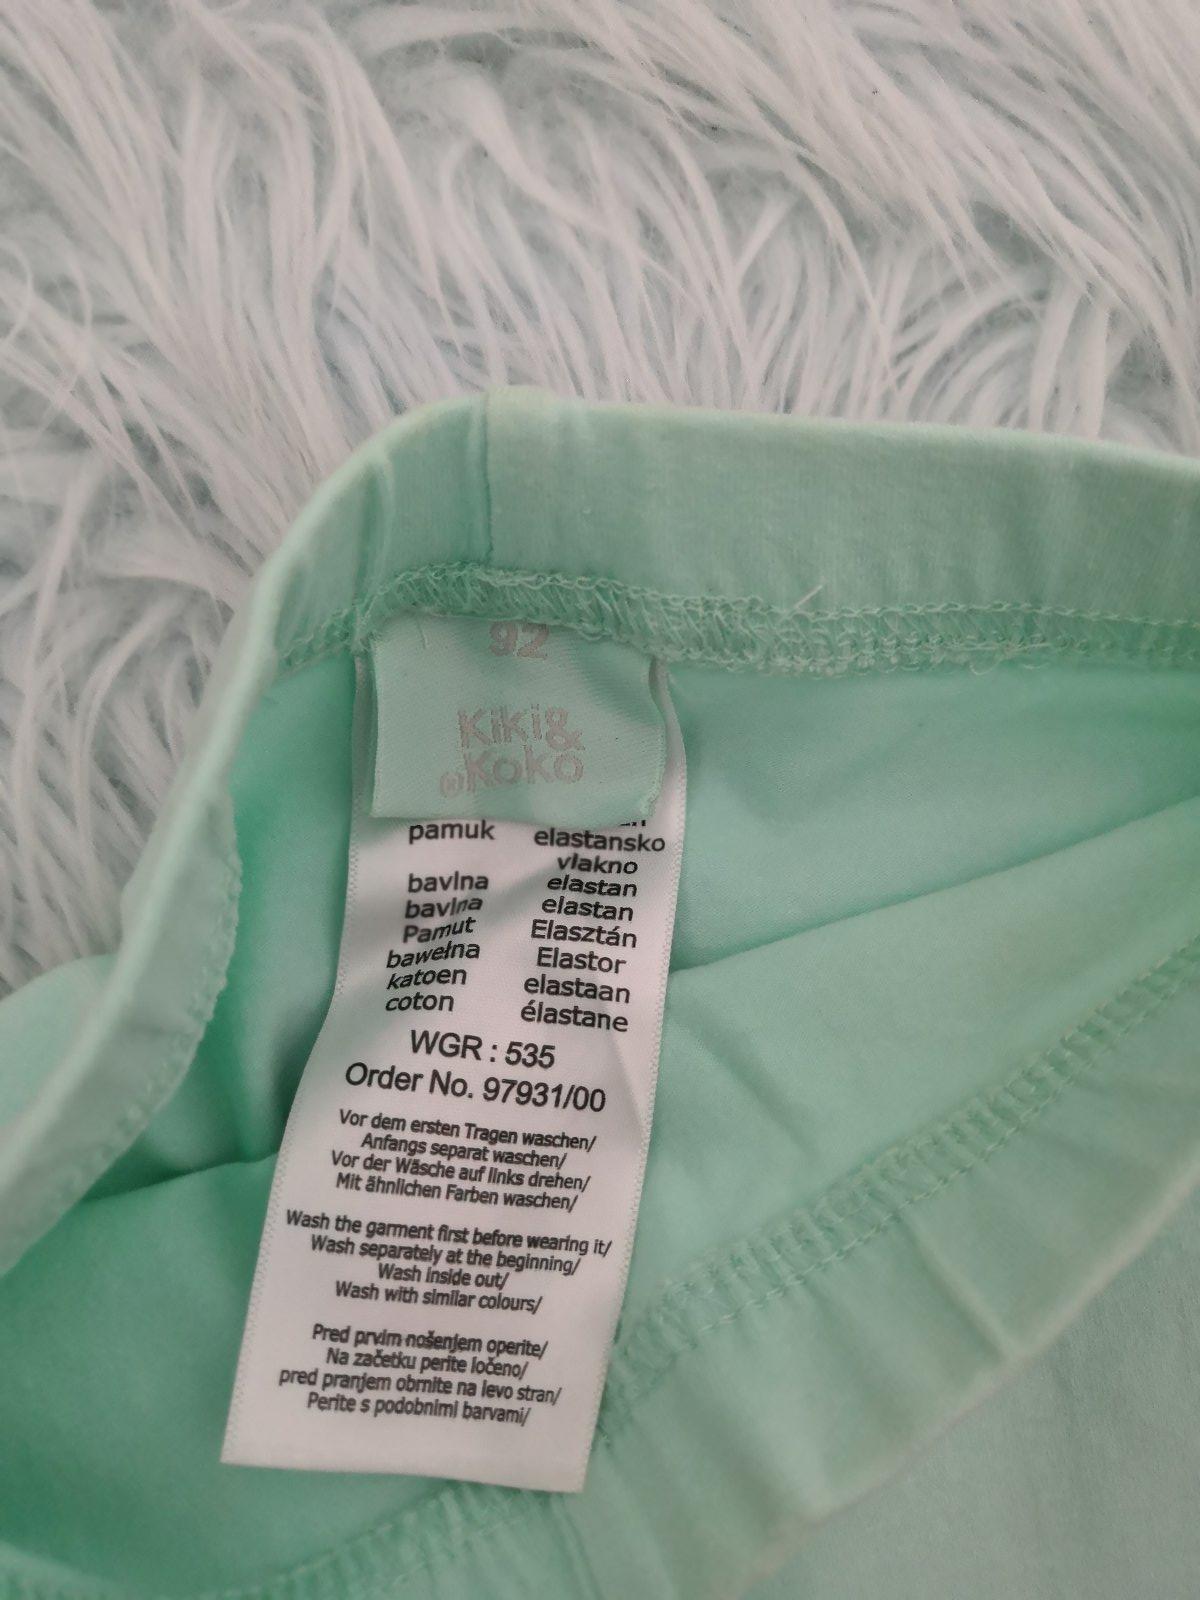 92
Kiki &
® Koko
pamuk elastansko
vlakno
bavlna elastan
bavlna elastan
Pamut Elasztán
bawełna Elastor
katoen elastaan
coton élastane
WGR : 535
Order No. 97931/00
Vor dem ersten Tragen waschen/
Anfangs separat waschen/
Vor der Wäsche auf links drehen/
Mit ähnlichen Farben waschen/
Wash the garment first before wearing it/
Wash separately at the beginning/
Wash inside out/
Wash with similar colours/
Pred prvim nošenjem operite/
Na začetku perite ločeno/
pred pranjem obrnite na levo stran/
Perite s podobnimi barvami/